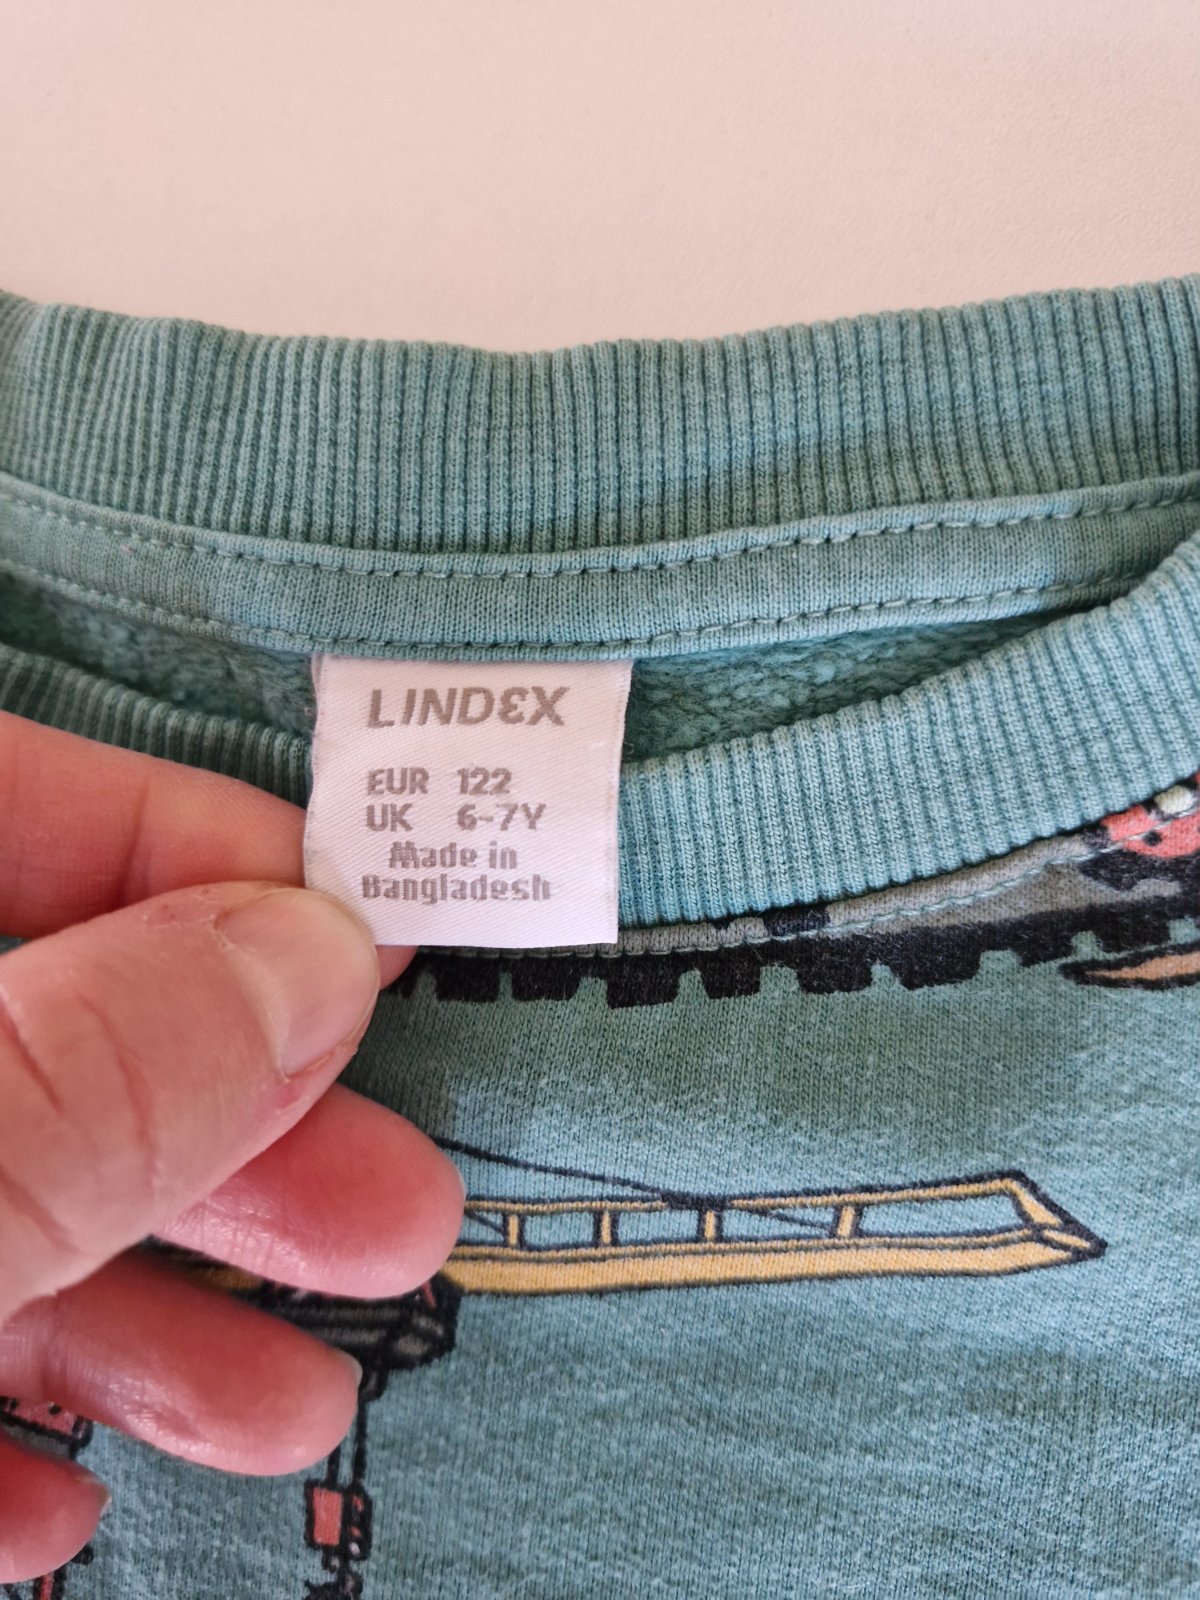 LINDEX
EUR 122
UK 6-7Y
Made in
Bangladesh